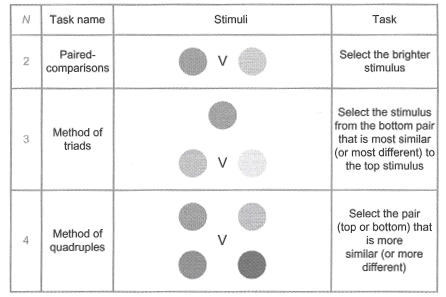 N Task name Stimuli Task
2 Paired-
comparisons
V
Select the brighter
stimulus
3 Method of
triads
V
Select the stimulus
from the bottom pair
that is most similar
(or most different) to
the top stimulus
4 Method of
quadruples
V
Select the pair
(top or bottom) that
is more
similar (or more
different)